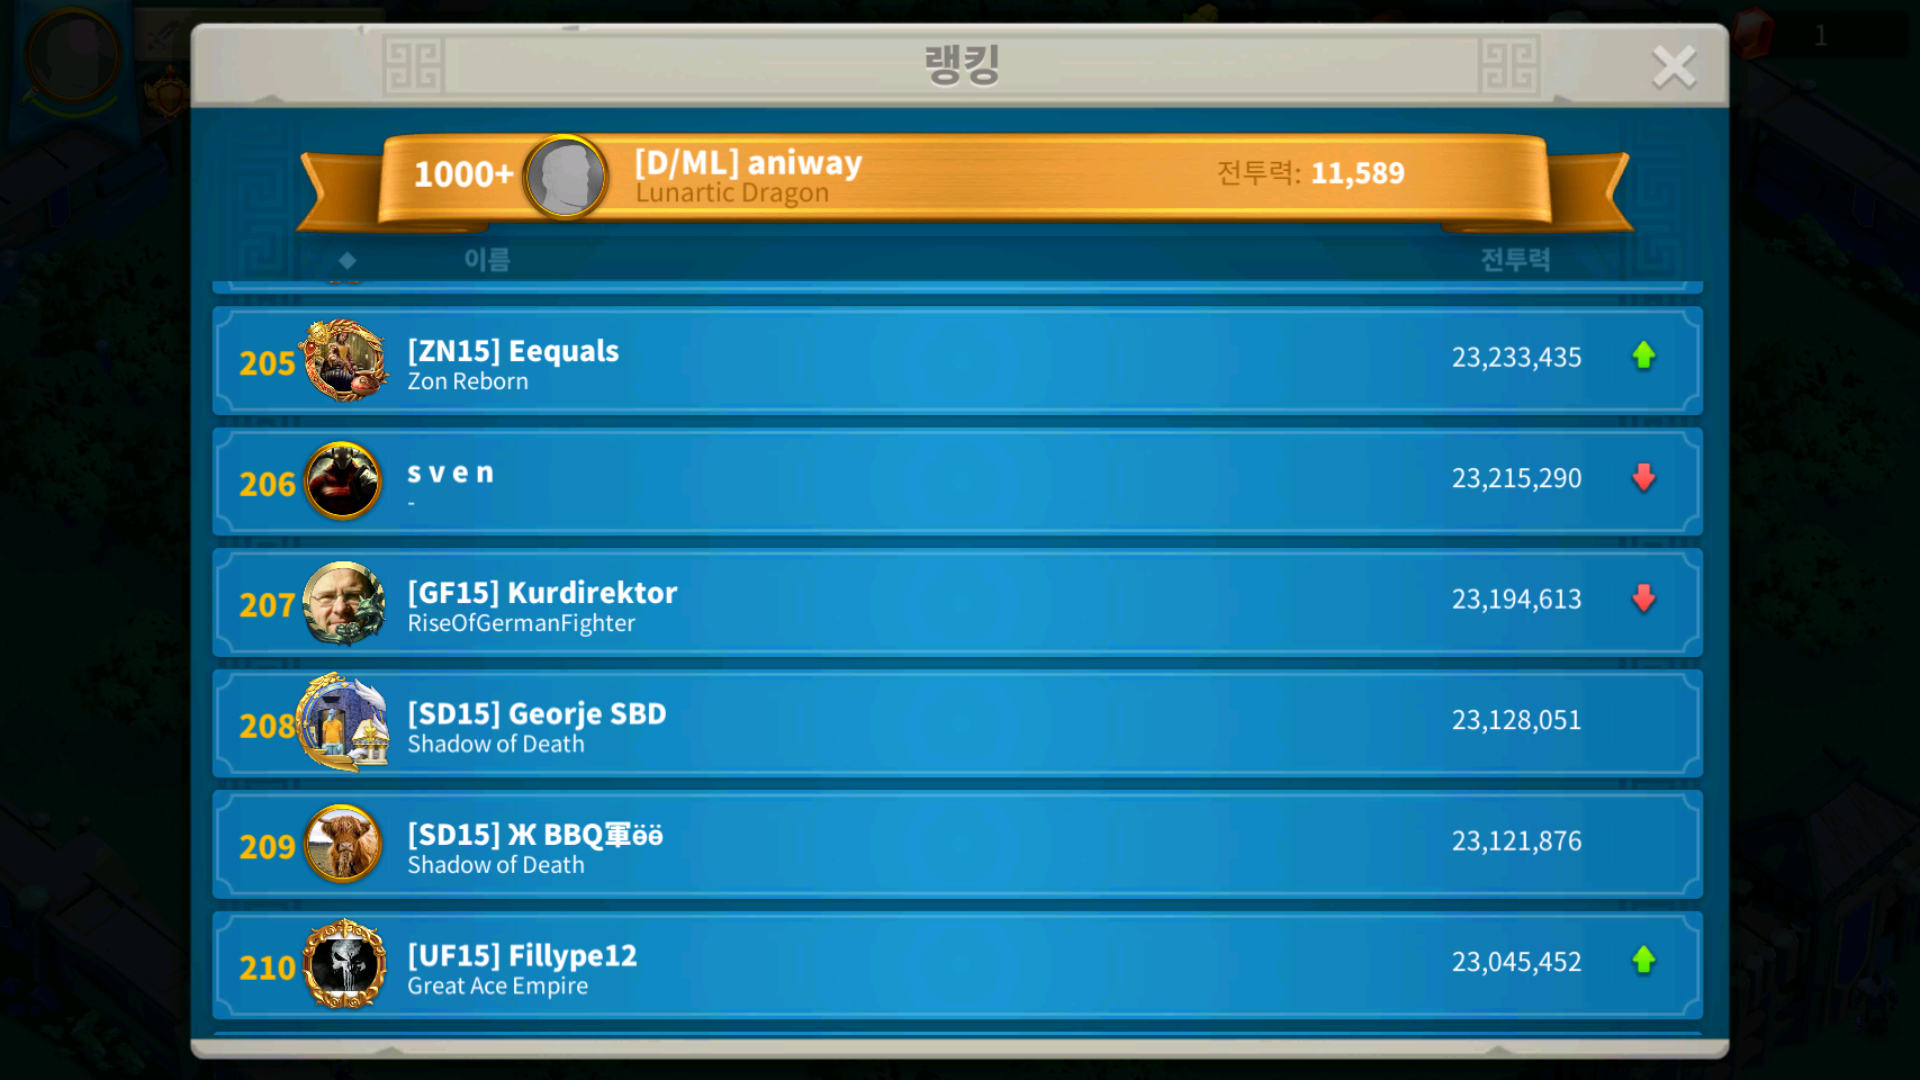 1
랭킹
1000+
[D/ML] aniway
Lunartic Dragon
전투력: 11,589
이름
전투력
205
[ZN15] Eequals
Zon Reborn
23,233,435
206
s v e n
-
23,215,290
207
[GF15] Kurdirektor
RiseOfGermanFighter
23,194,613
208
[SD15] Georje SBD
Shadow of Death
23,128,051
209
[SD15] Ж BBQ軍ӫӫ
Shadow of Death
23,121,876
210
[UF15] Fillype12
Great Ace Empire
23,045,452